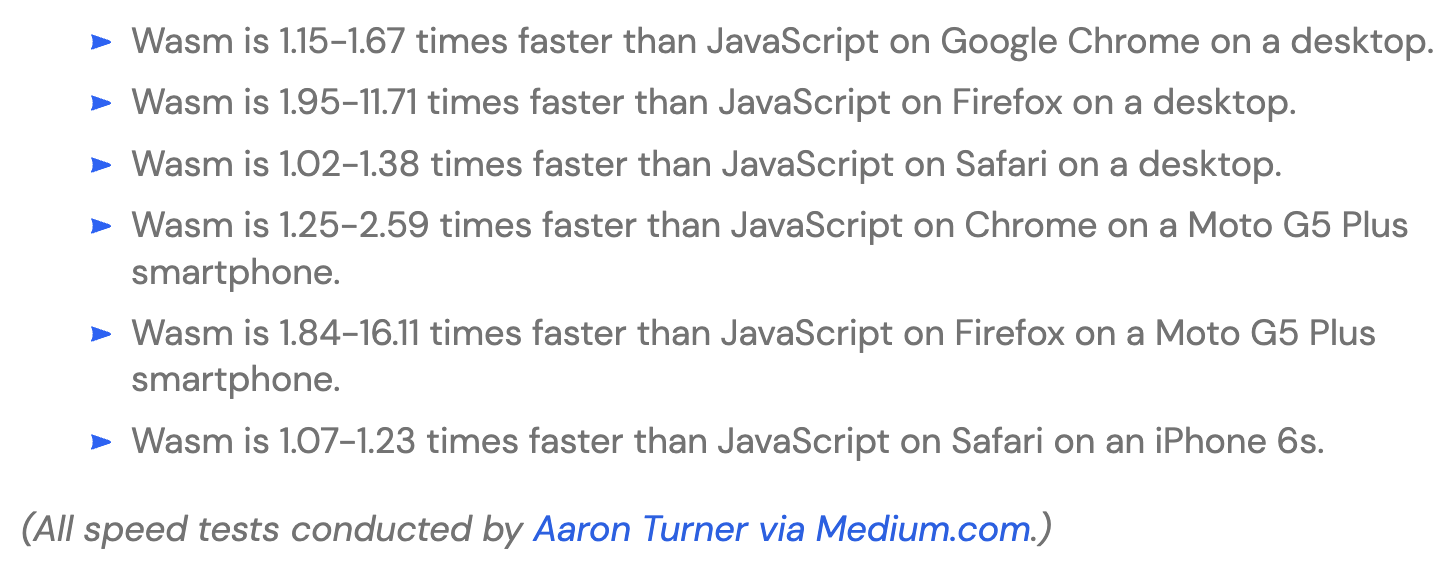 Wasm is 1.15–1.67 times faster than JavaScript on Google Chrome on a desktop.
Wasm is 1.95–11.71 times faster than JavaScript on Firefox on a desktop.
Wasm is 1.02–1.38 times faster than JavaScript on Safari on a desktop.
Wasm is 1.25–2.59 times faster than JavaScript on Chrome on a Moto G5 Plus
smartphone.
Wasm is 1.84–16.11 times faster than JavaScript on Firefox on a Moto G5 Plus
smartphone.
Wasm is 1.07–1.23 times faster than JavaScript on Safari on an iPhone 6s.
(All speed tests conducted by Aaron Turner via Medium.com.)